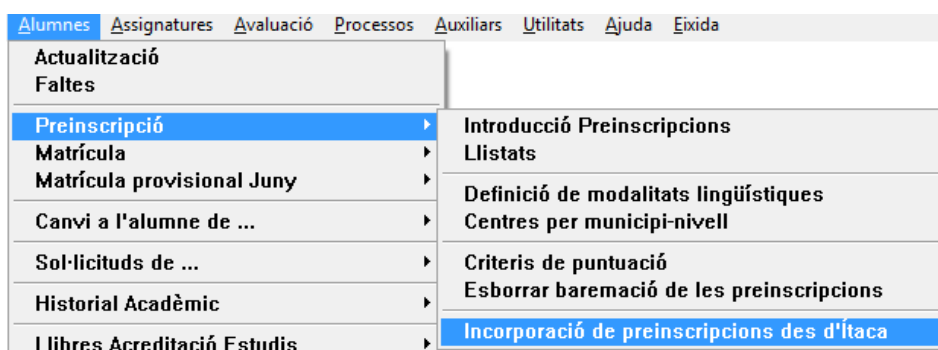 Alumnes Assignatures Avaluació Processos Auxiliars Utilitats Ajuda Eixida
Actualització
Faltes
Preinscripció
Matrícula
Matrícula provisional Juny
Canvi a l'alumne de ...
Sol·licituds de ...
Historial Acadèmic
Llibres Acreditació Estudis
Introducció Preinscripcions
Llistats
Definició de modalitats lingüístiques
Centres per municipi-nivell
Criteris de puntuació
Esborrar baremació de les preinscripcions
Incorporació de preinscripcions des d'Ítaca